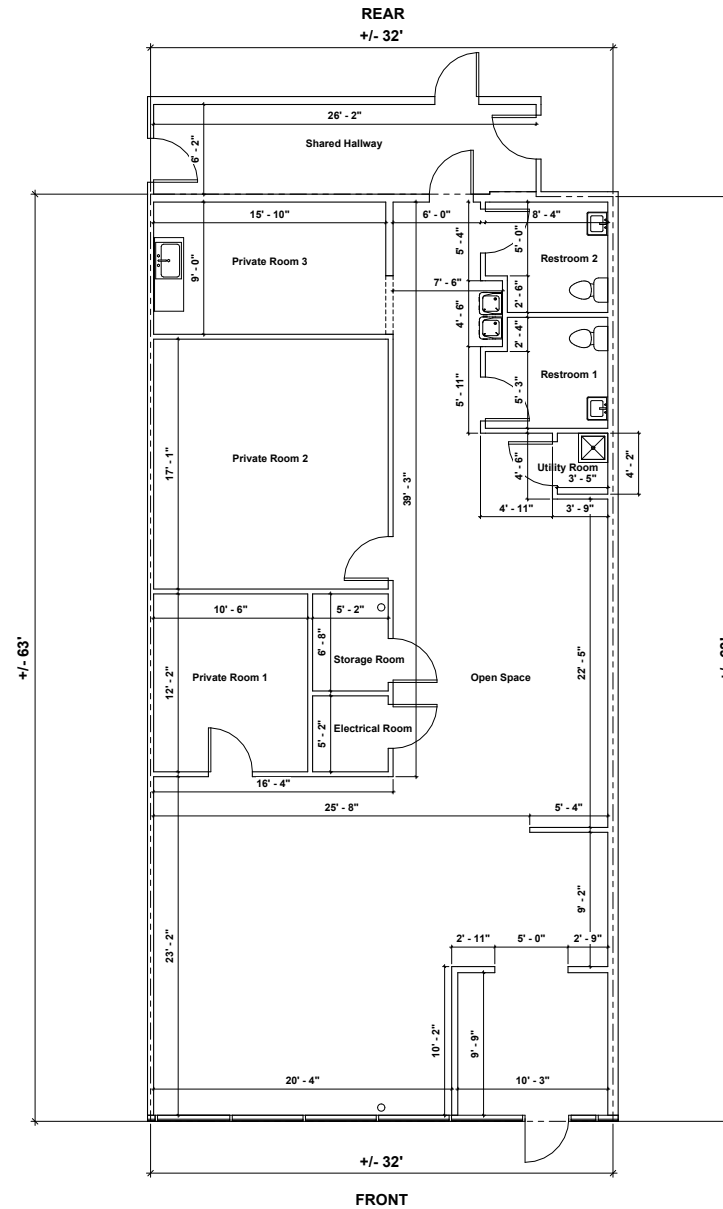 REAR
+/- 32'
26' - 2"
Shared Hallway
6' - 2"
15' - 10"
6' - 0"
8' - 4"
5' - 4"
5' - 0"
9' - 0"
Private Room 3
Restroom 2
7' - 6"
2' - 6"
4' - 6"
2' - 4"
Restroom 1
5' - 3"
5' - 11"
17' - 1"
Private Room 2
39' - 3"
4' - 6"
Utility Room
3' - 5"
4' - 2"
4' - 11"
3' - 9"
10' - 6"
5' - 2"
6' - 8"
Storage Room
12' - 2"
Private Room 1
Open Space
22' - 5"
+/- 63'
5' - 2"
Electrical Room
16' - 4"
25' - 8"
5' - 4"
9' - 2"
23' - 2"
2' - 11"
5' - 0"
2' - 9"
10' - 2"
9' - 9"
20' - 4"
10' - 3"
+/- 32'
FRONT